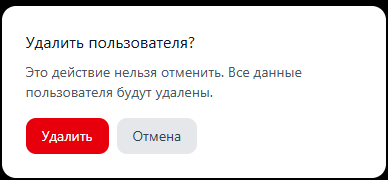 Удалить пользователя?
Это действие нельзя отменить. Все данные
пользователя будут удалены.
Удалить Отмена